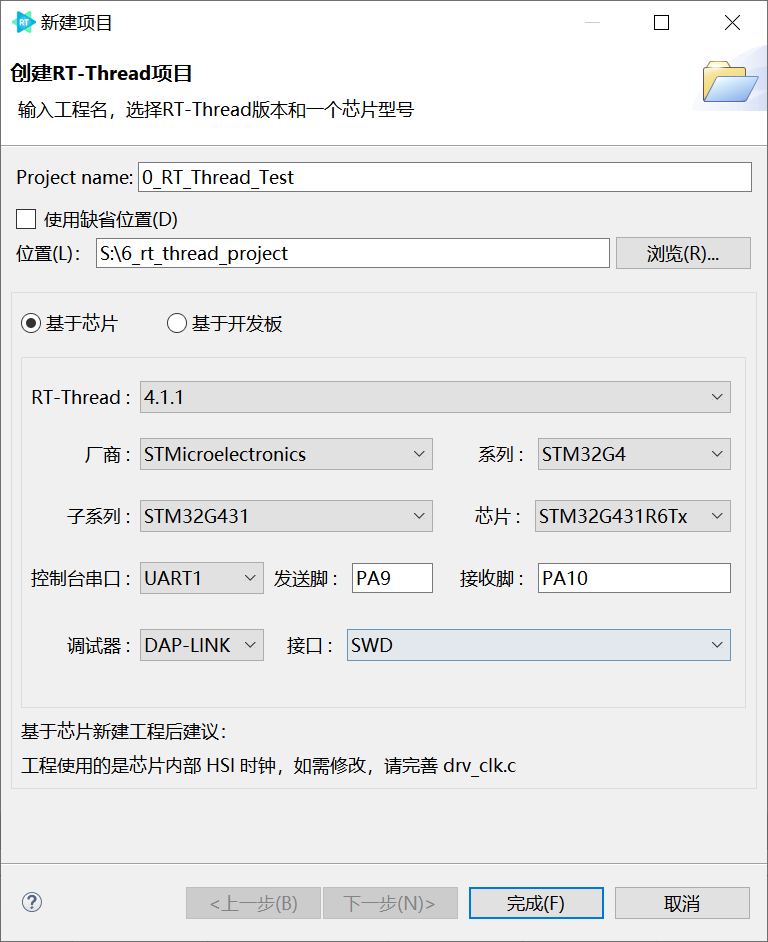 RT 新建项目
创建RT-Thread项目
输入工程名，选择RT-Thread版本和一个芯片型号
Project name: 0_RT_Thread_Test
使用缺省位置(D)
位置(L)： S:\6_rt_thread_project 浏览(R)...
基于芯片 基于开发板
RT-Thread : 4.1.1
厂商 : STMicroelectronics 系列 : STM32G4
子系列 : STM32G431 芯片 : STM32G431R6Tx
控制台串口 : UART1 发送脚 : PA9 接收脚 : PA10
调试器 : DAP-LINK 接口 : SWD
基于芯片新建工程后建议：
工程使用的是芯片内部 HSI 时钟，如需修改，请完善 drv_clk.c
? <上一步(B) 下一步(N)> 完成(F) 取消